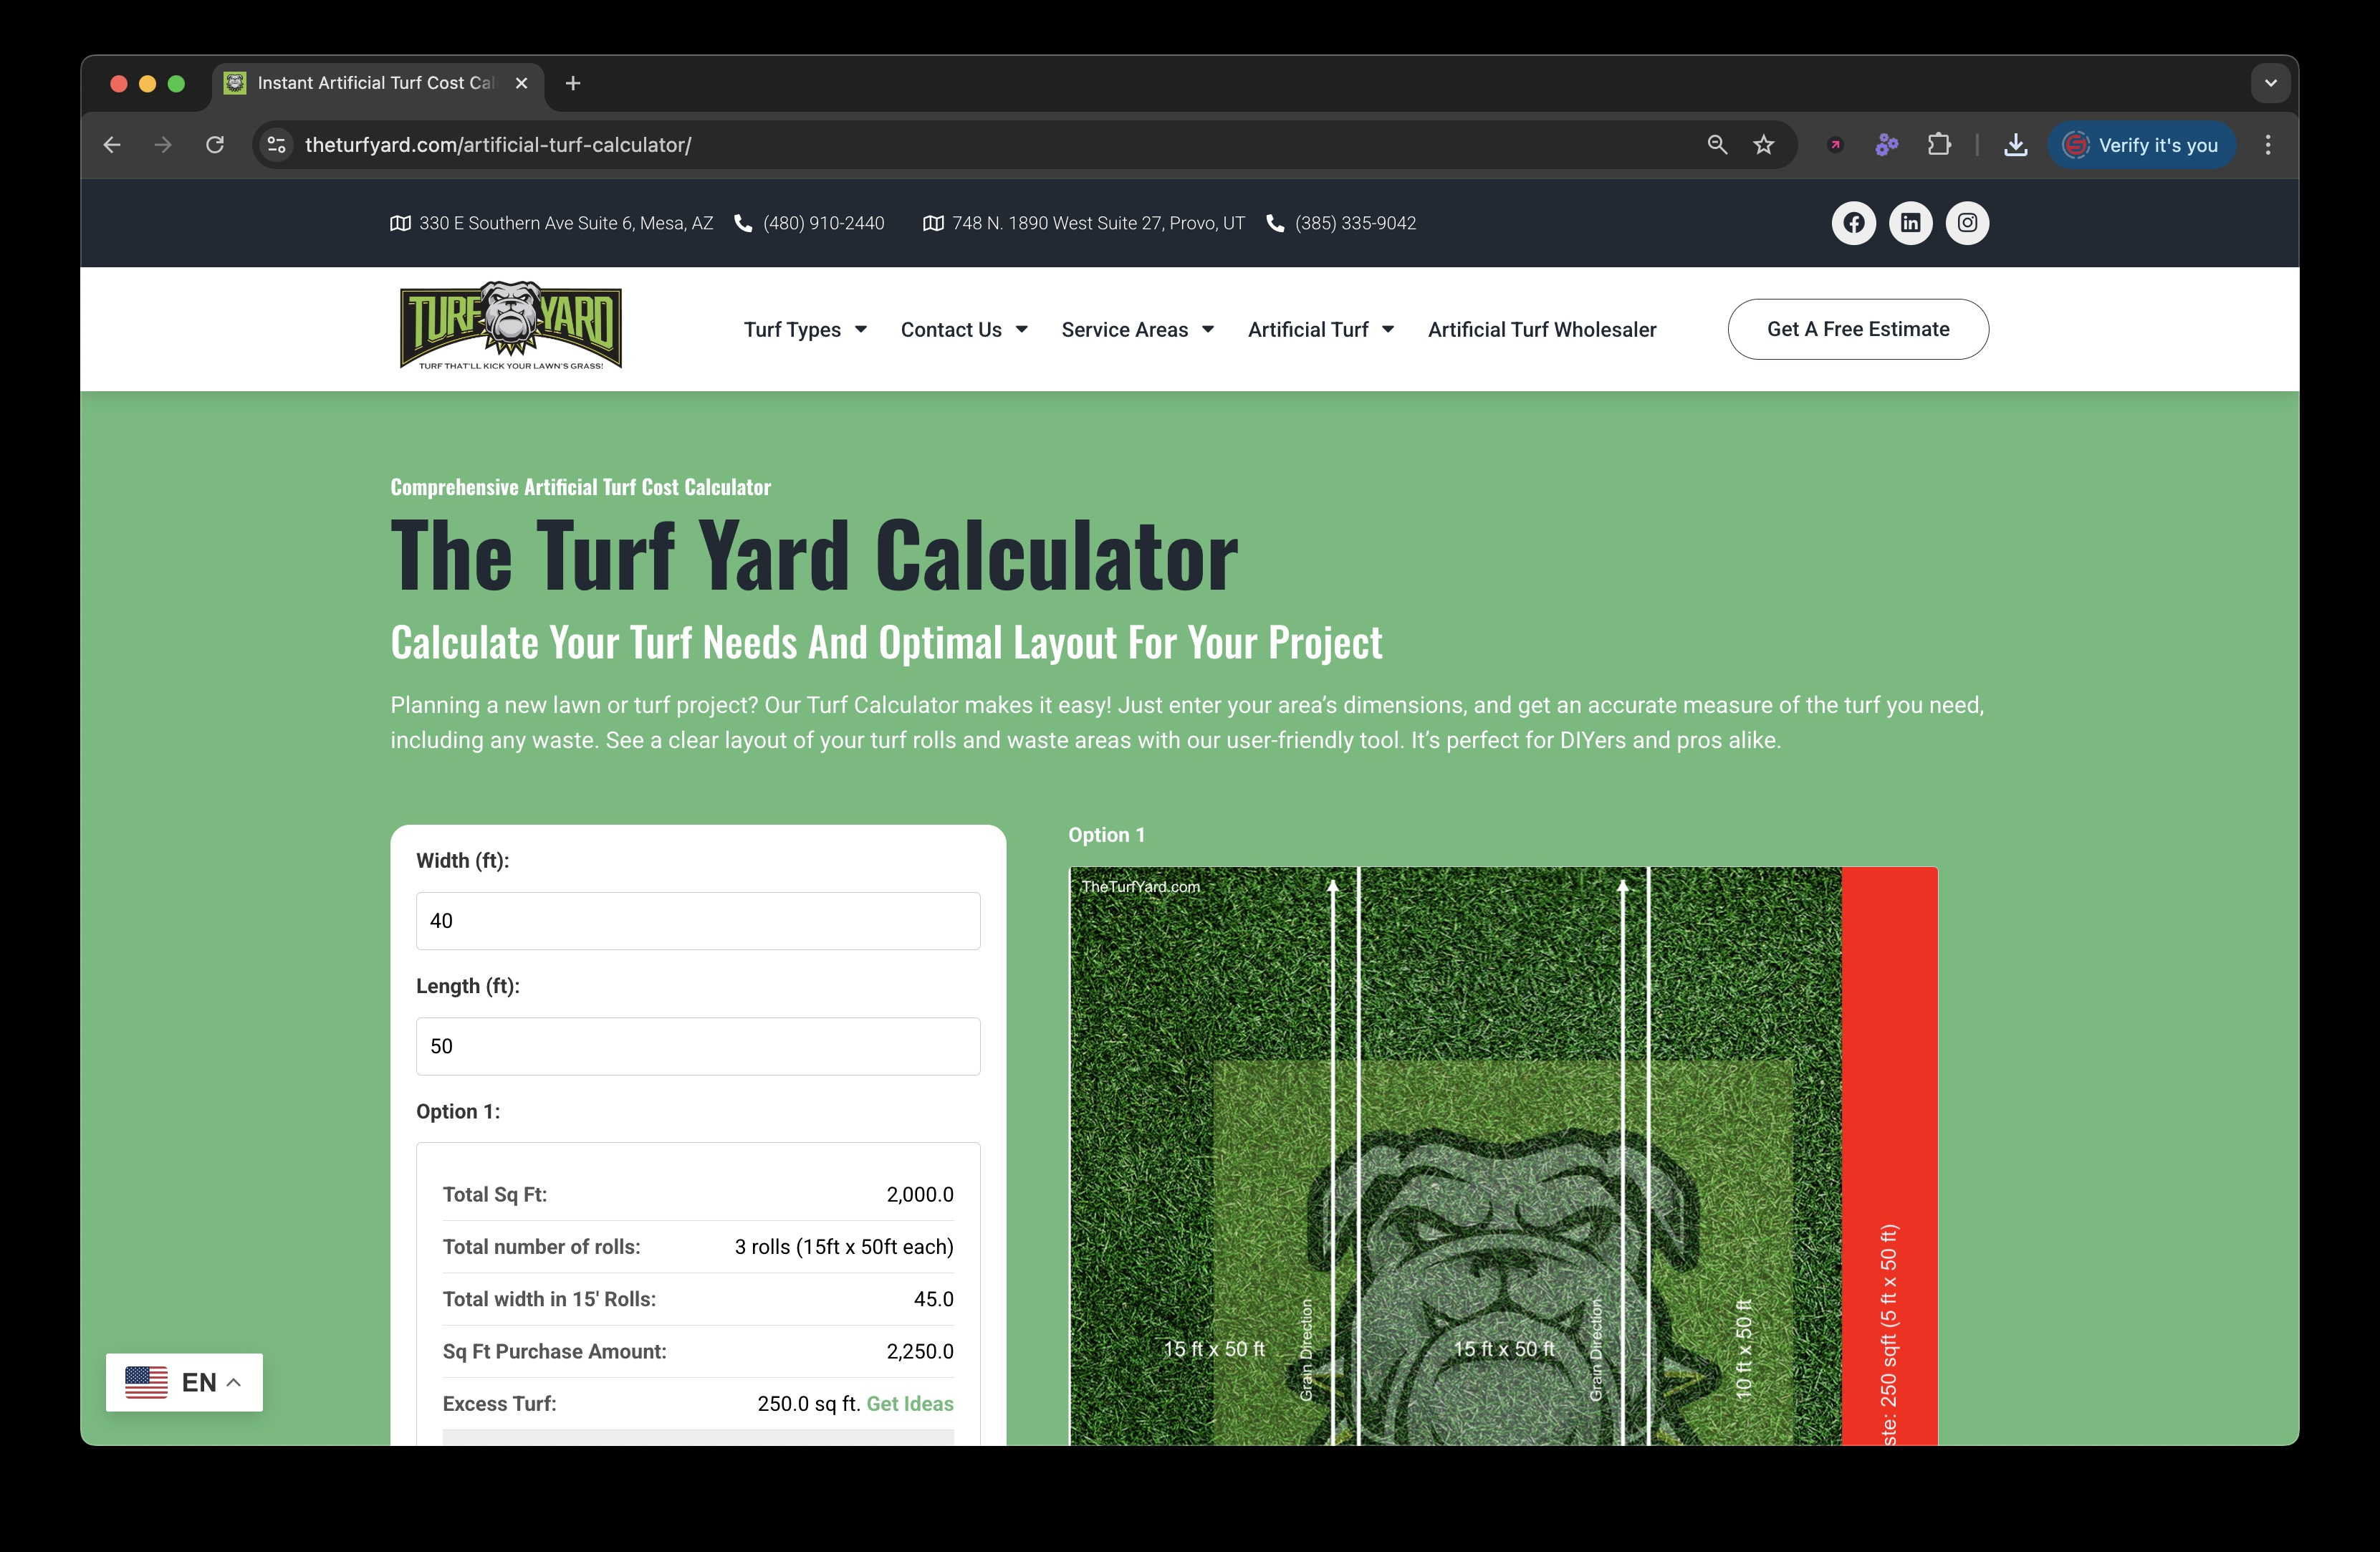 Instant Artificial Turf Cost Cal
theturfyard.com/artificial-turf-calculator/
Verify it's you
330 E Southern Ave Suite 6, Mesa, AZ (480) 910-2440 748 N. 1890 West Suite 27, Provo, UT (385) 335-9042
TURF YARD
TURF THAT'LL KICK YOUR LAWN'S GRASS!
Turf Types Contact Us Service Areas Artificial Turf Artificial Turf Wholesaler Get A Free Estimate
Comprehensive Artificial Turf Cost Calculator
The Turf Yard Calculator
Calculate Your Turf Needs And Optimal Layout For Your Project
Planning a new lawn or turf project? Our Turf Calculator makes it easy! Just enter your area’s dimensions, and get an accurate measure of the turf you need,
including any waste. See a clear layout of your turf rolls and waste areas with our user-friendly tool. It’s perfect for DIYers and pros alike.
Width (ft):
40
Length (ft):
50
Option 1:
Total Sq Ft: 2,000.0
Total number of rolls: 3 rolls (15ft x 50ft each)
Total width in 15' Rolls: 45.0
Sq Ft Purchase Amount: 2,250.0
Excess Turf: 250.0 sq ft. Get Ideas
Option 1
TheTurfYard.com
15 ft x 50 ft
Grain Direction
15 ft x 50 ft
Grain Direction
10 ft x 50 ft
ste: 250 sqft (5 ft x 50 ft)
EN